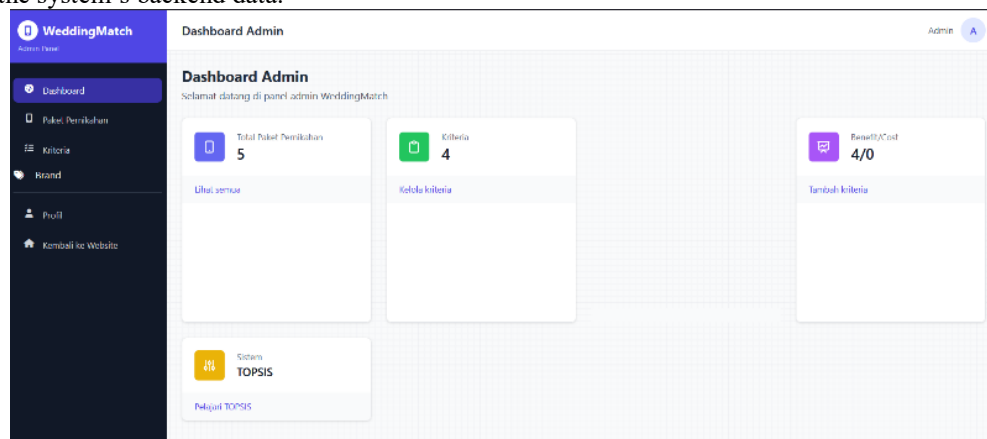 the system's backend data.
WeddingMatch
Admin Panel
Dashboard
Paket Pernikahan
Kriteria
Brand
Profil
Kembali ke Website
Dashboard Admin
Admin A
Dashboard Admin
Selamat datang di panel admin WeddingMatch
Total Paket Pernikahan
5
Lihat semua
Kriteria
4
Kelola kriteria
Benefit/Cost
4/0
Tambah kriteria
Sistem
TOPSIS
Pelajari TOPSIS